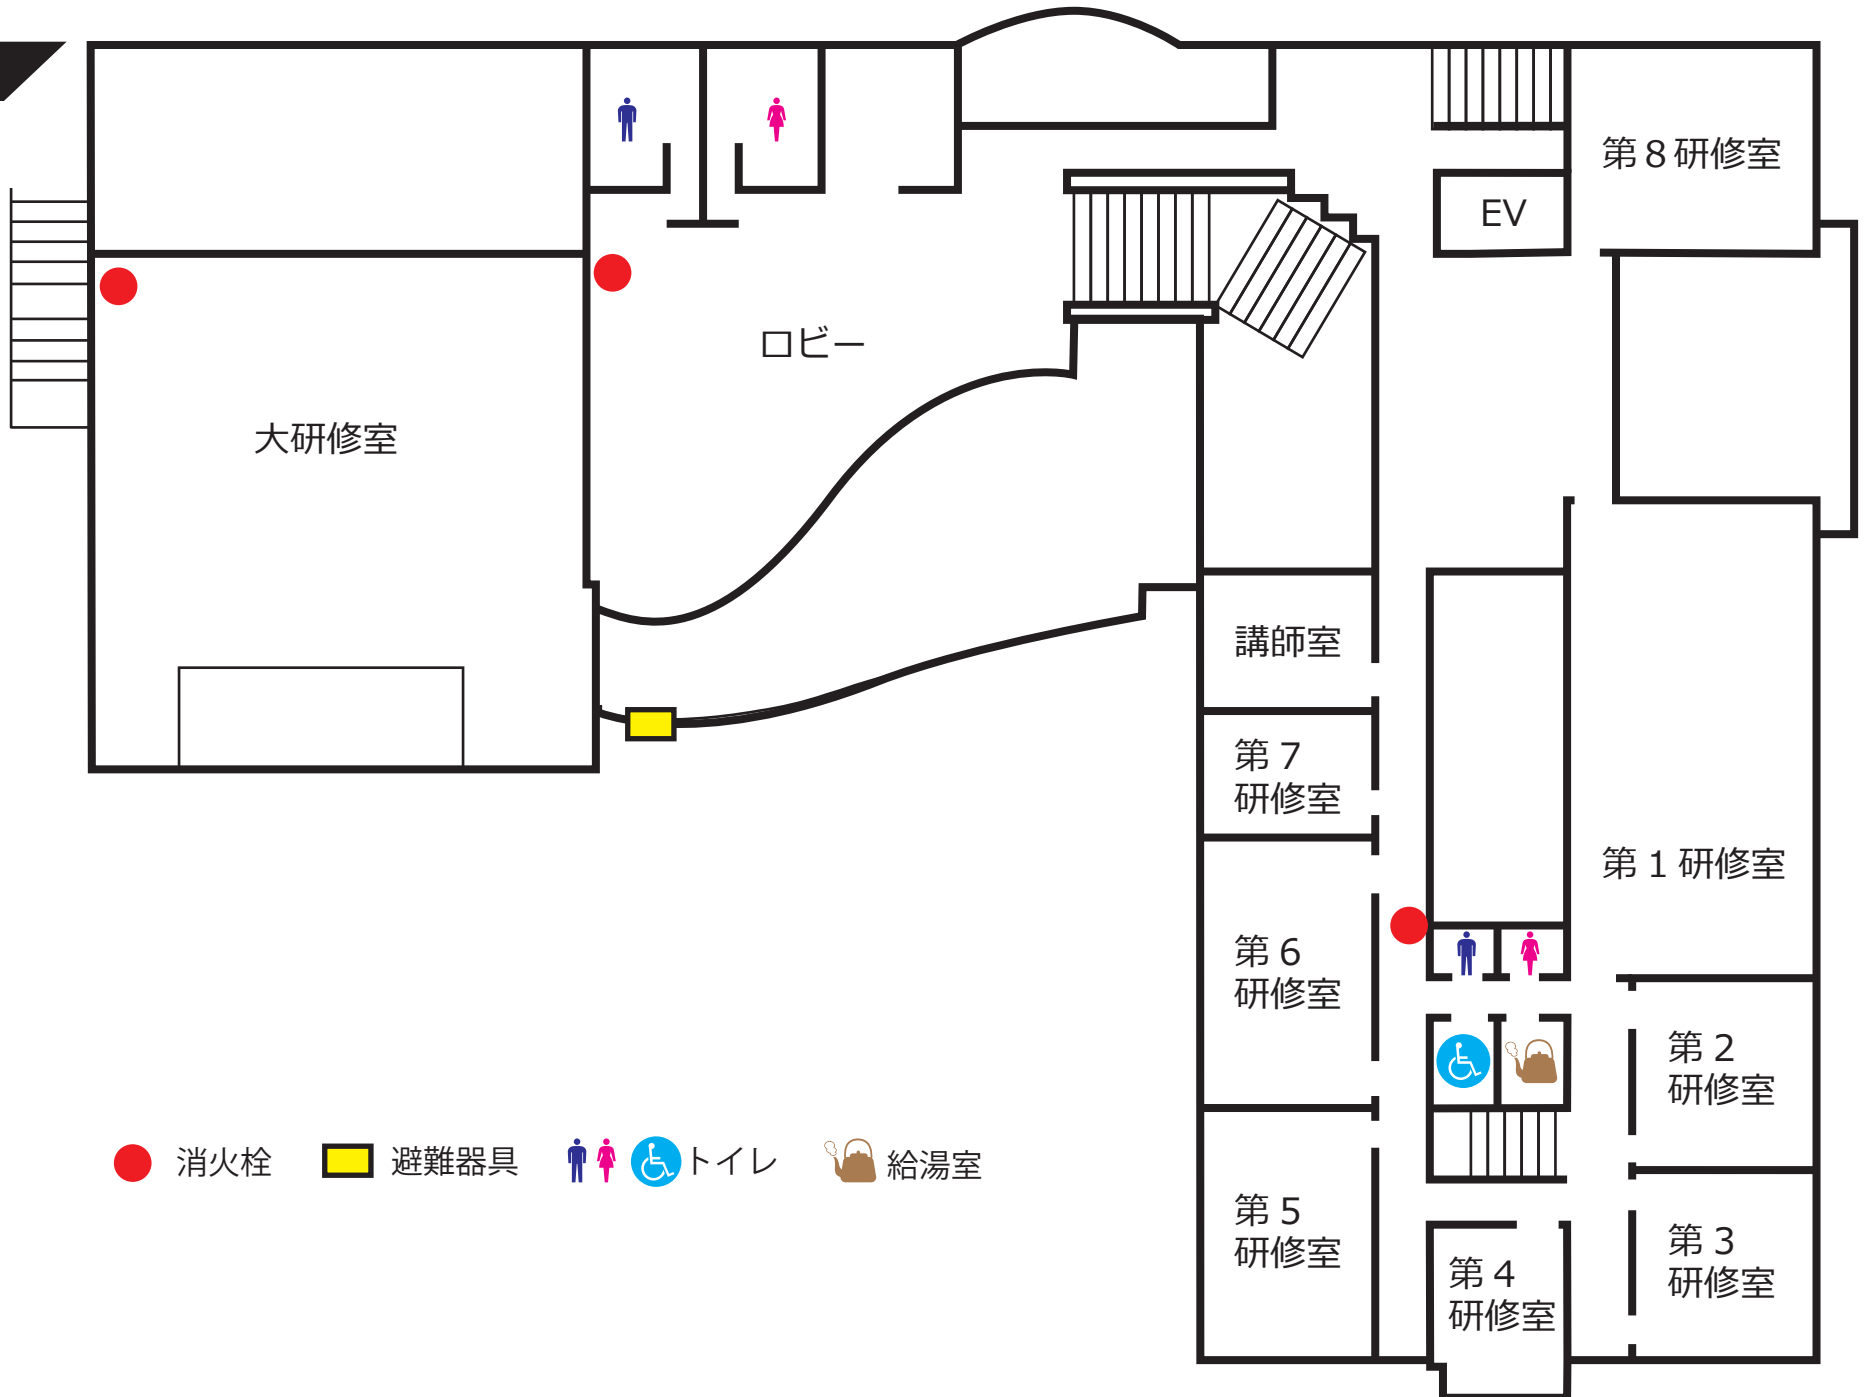 第８研修室
EV
ロビー
大研修室
講師室
第７
研修室
第１研修室
第６
研修室
第２
研修室
第５
研修室
第３
研修室
第４
研修室
消火栓
避難器具
トイレ
給湯室